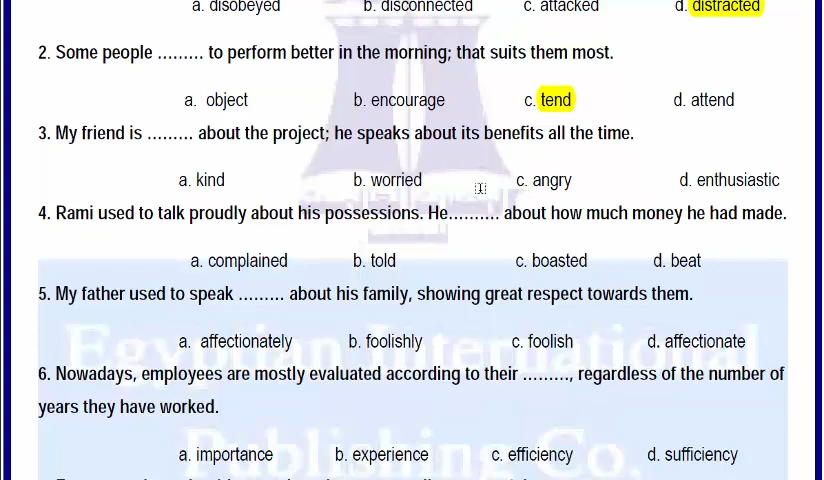 a. disobeyed b. disconnected c. attacked d. distracted
2. Some people ......... to perform better in the morning; that suits them most.
a. object b. encourage c. tend d. attend
3. My friend is ......... about the project; he speaks about its benefits all the time.
a. kind b. worried c. angry d. enthusiastic
4. Rami used to talk proudly about his possessions. He.......... about how much money he had made.
a. complained b. told c. boasted d. beat
5. My father used to speak ......... about his family, showing great respect towards them.
a. affectionately b. foolishly c. foolish d. affectionate
Egyptian International
6. Nowadays, employees are mostly evaluated according to their ........., regardless of the number of
years they have worked.
a. importance b. experience c. efficiency d. sufficiency
Publishing Co.